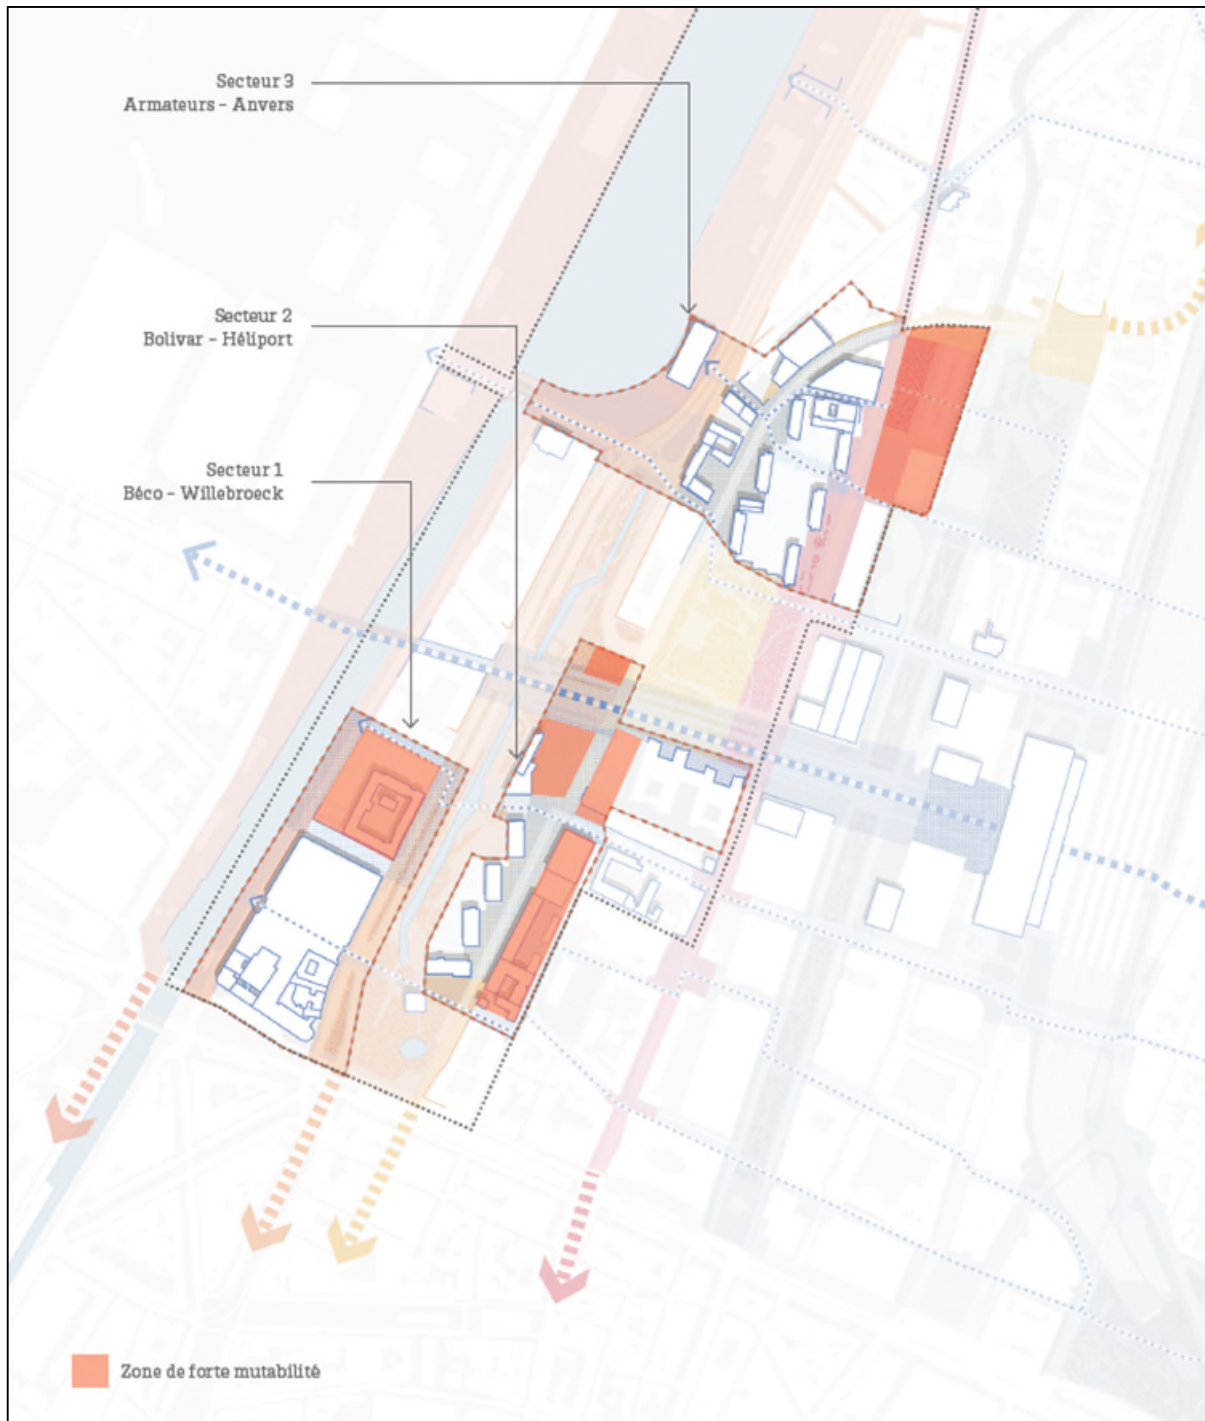 Secteur 3
Armateurs – Anvers
Secteur 2
Bolivar – Héliport
Secteur 1
Béco – Willebroeck
Zone de forte mutabilité